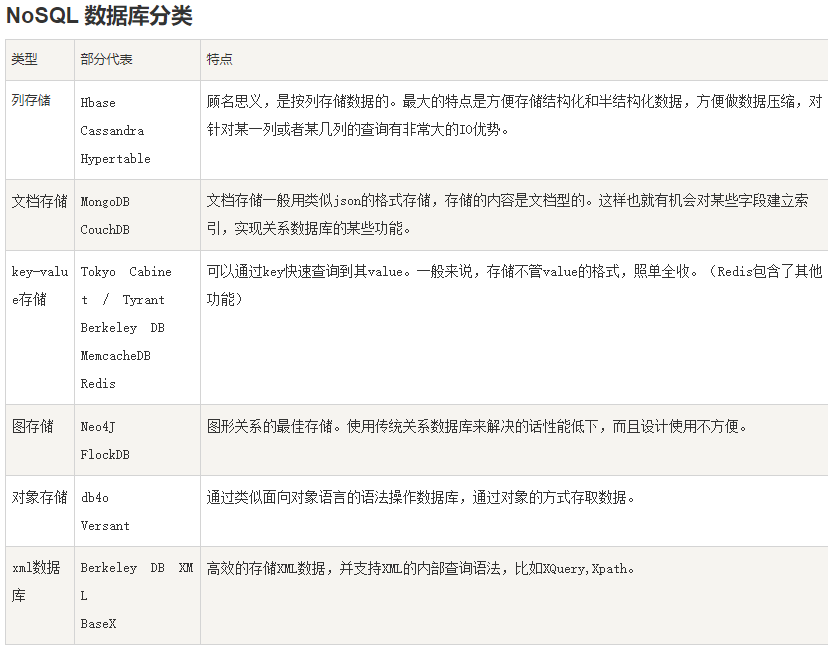 NoSQL 数据库分类
类型 部分代表 特点
列存储
Hbase
Cassandra
Hypertable
顾名思义，是按列存储数据的。最大的特点是方便存储结构化和半结构化数据，方便做数据压缩，对
针对某一列或者某几列的查询有非常大的IO优势。
文档存储
MongoDB
CouchDB
文档存储一般用类似json的格式存储，存储的内容是文档型的。这样也就有机会对某些字段建立索
引，实现关系数据库的某些功能。
key-valu
e存储
Tokyo Cabine
t / Tyrant
Berkeley DB
MemcacheDB
Redis
可以通过key快速查询到其value。一般来说，存储不管value的格式，照单全收。（Redis包含了其他
功能）
图存储
Neo4J
FlockDB
图形关系的最佳存储。使用传统关系数据库来解决的话性能低下，而且设计使用不方便。
对象存储
db4o
Versant
通过类似面向对象语言的语法操作数据库，通过对象的方式存取数据。
xml数据
库
Berkeley DB XM
L
BaseX
高效的存储XML数据，并支持XML的内部查询语法，比如XQuery,Xpath。